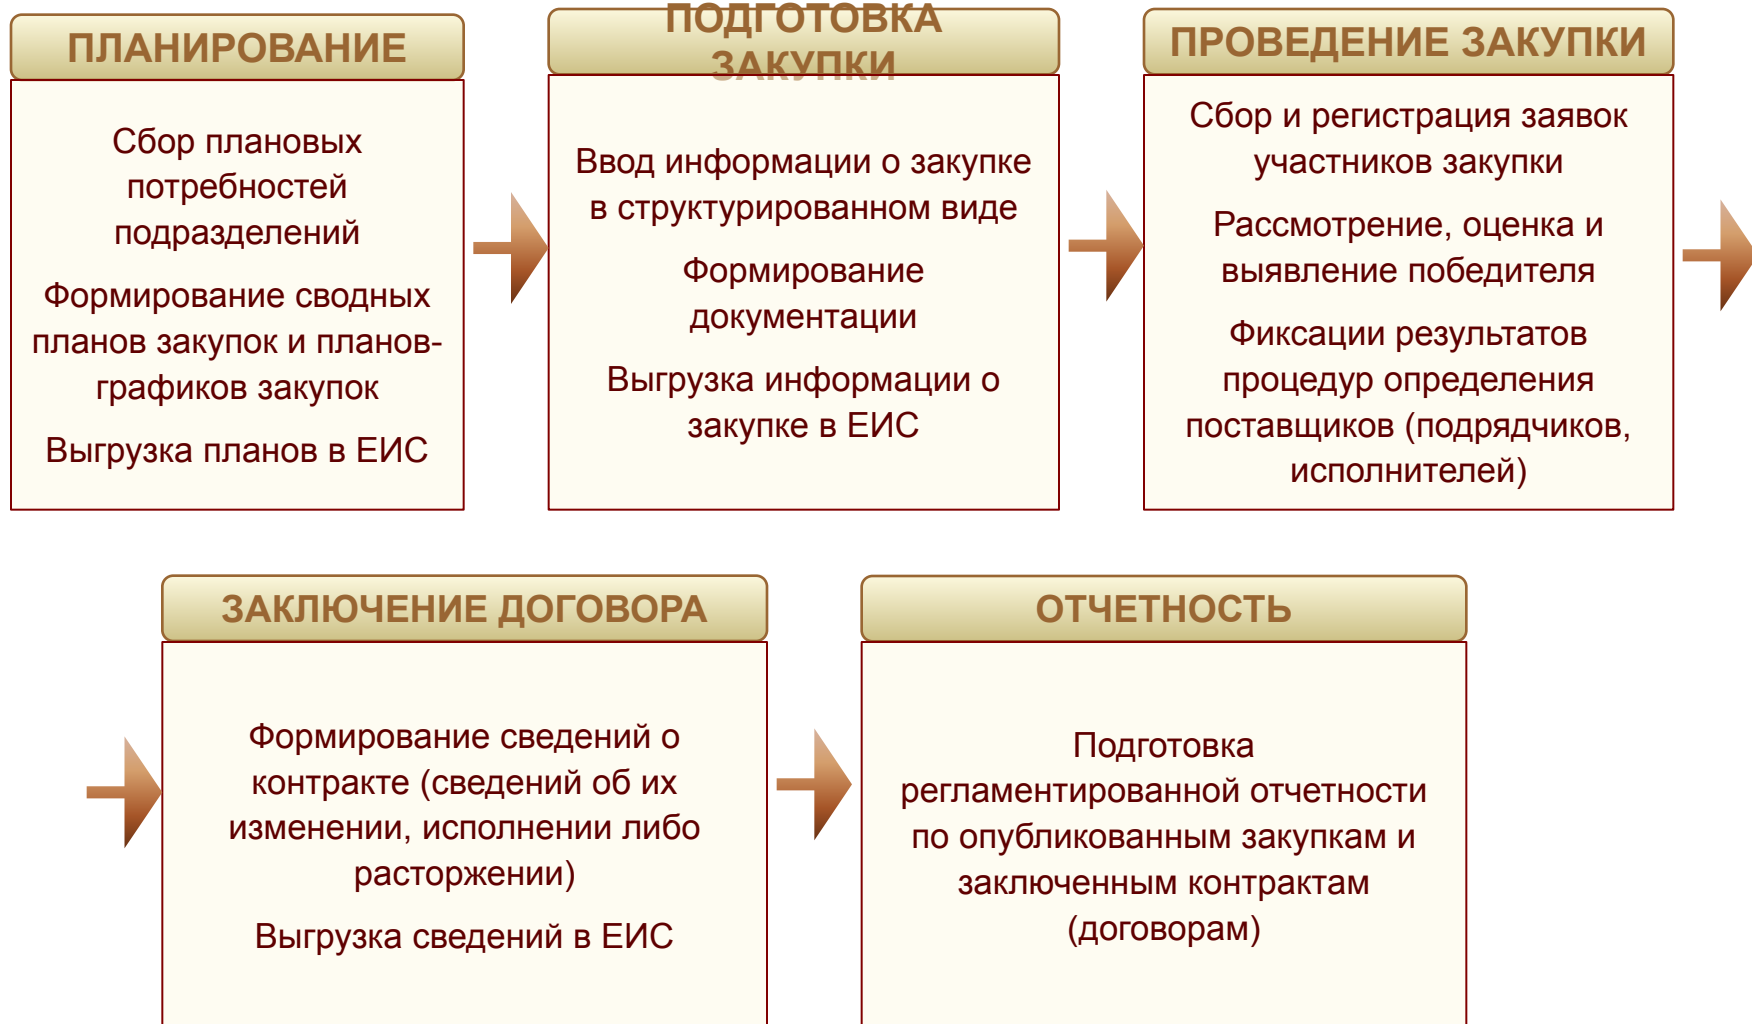 ПЛАНИРОВАНИЕ
Сбор плановых
потребностей
подразделений
Формирование сводных
планов закупок и планов-
графиков закупок
Выгрузка планов в ЕИС
ПОДГОТОВКА
ЗАКУПКИ
Ввод информации о закупке
в структурированном виде
Формирование
документации
Выгрузка информации о
закупке в ЕИС
ПРОВЕДЕНИЕ ЗАКУПКИ
Сбор и регистрация заявок
участников закупки
Рассмотрение, оценка и
выявление победителя
Фиксации результатов
процедур определения
поставщиков (подрядчиков,
исполнителей)
ЗАКЛЮЧЕНИЕ ДОГОВОРА
Формирование сведений о
контракте (сведений об их
изменении, исполнении либо
расторжении)
Выгрузка сведений в ЕИС
ОТЧЕТНОСТЬ
Подготовка
регламентированной отчетности
по опубликованным закупкам и
заключенным контрактам
(договорам)